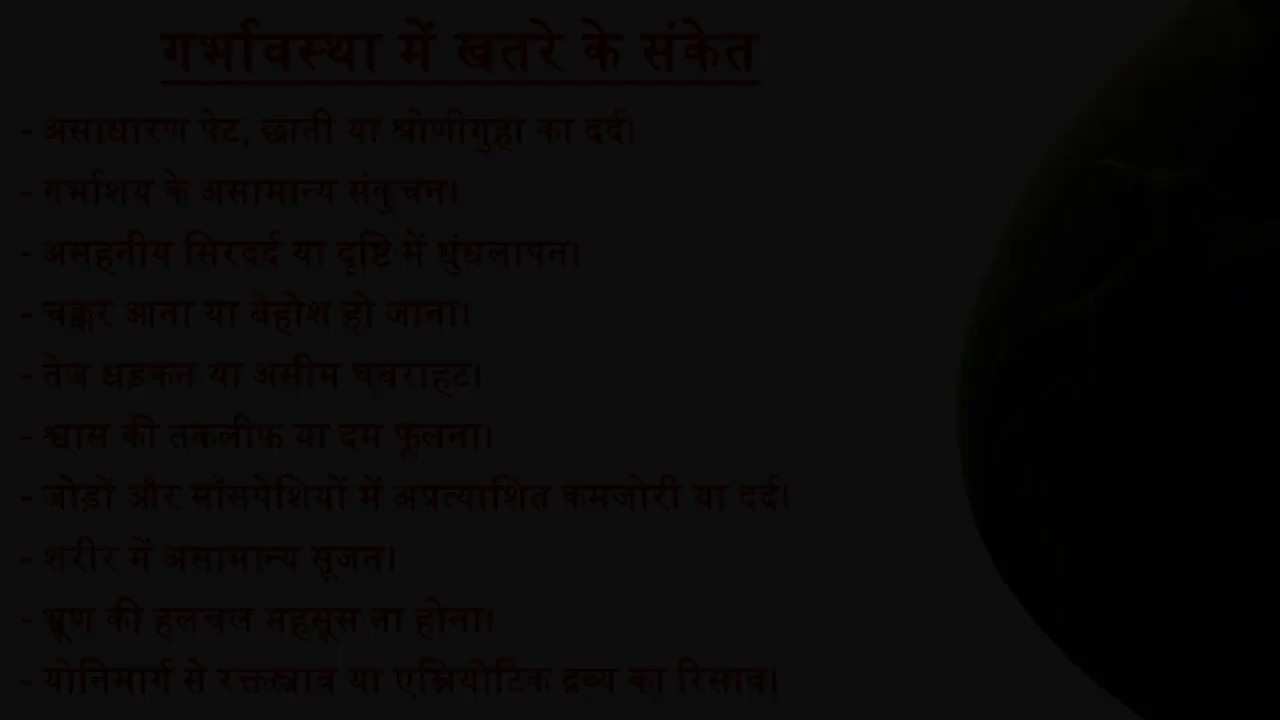 गर्भावस्था में खतरे के संकेत
- असाधारण पेट, छाती या श्रोणीगुहा का दर्द।
- गर्भाशय के असामान्य संकुचन।
- असहनीय सिरदर्द या दृष्टि में धुंधलापन।
- चक्कर आना या बेहोश हो जाना।
- तेज धड़कन या असीम घबराहट।
- श्वास की तकलीफ या दम फूलना।
- जोड़ों और माँसपेशियों में अप्रत्याशित कमजोरी या दर्द।
- शरीर में असामान्य सूजन।
- भ्रूण की हलचल महसूस ना होना।
- योनिमार्ग से रक्तस्त्राव या एम्नियोटिक द्रव्य का रिसाव।